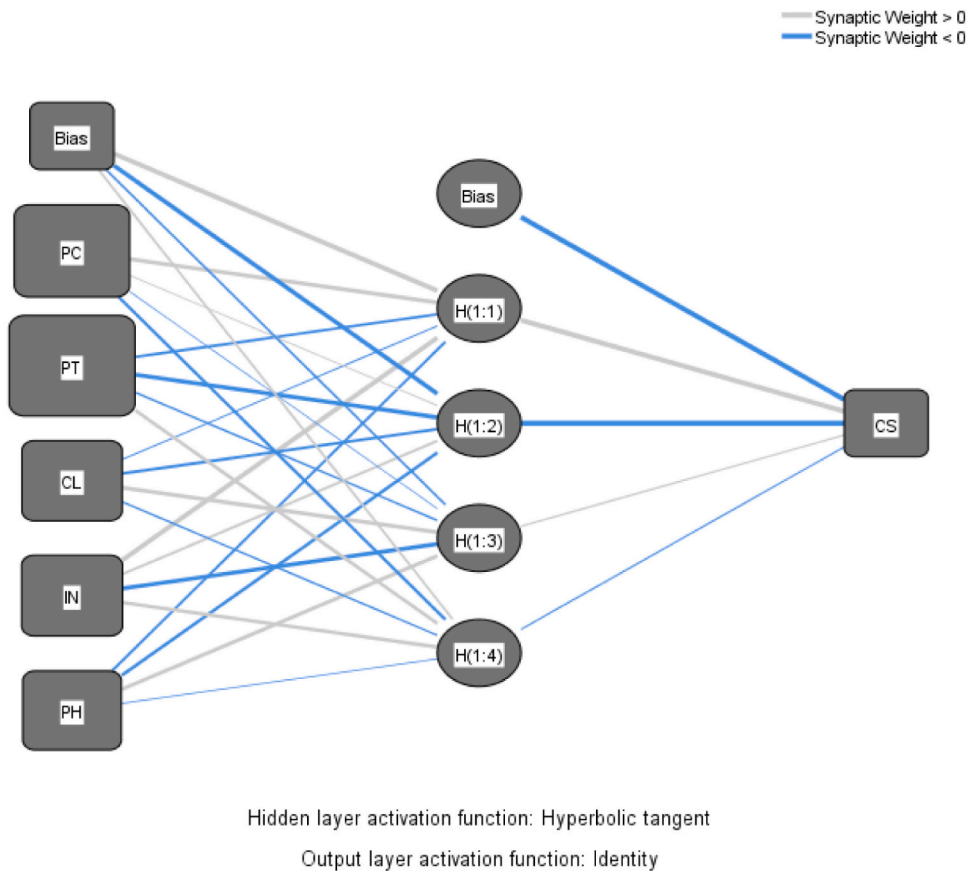 Synaptic Weight > 0
Synaptic Weight < 0
Bias
PC
PT
CL
IN
PH
Bias
H(1:1)
H(1:2)
H(1:3)
H(1:4)
CS
Hidden layer activation function: Hyperbolic tangent
Output layer activation function: Identity